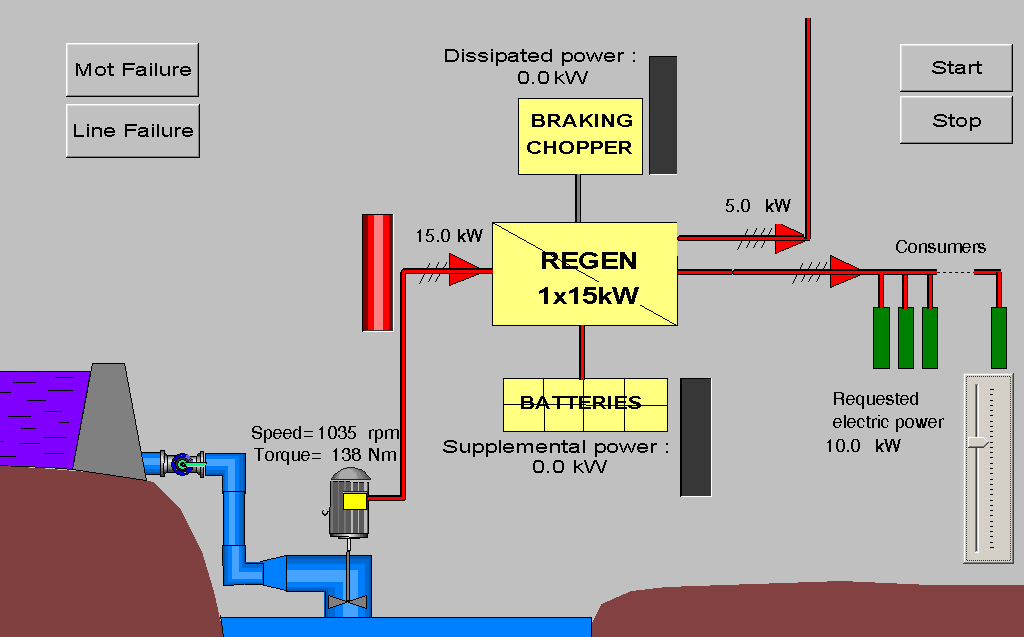 Mot Failure
Line Failure
Dissipated power :
0.0 kW
BRAKING
CHOPPER
Start
Stop
5.0 kW
15.0 kW
REGEN
1x15kW
Consumers
BATTERIES
Supplemental power :
0.0 kW
Requested
electric power
10.0 kW
Speed= 1035 rpm
Torque= 138 Nm